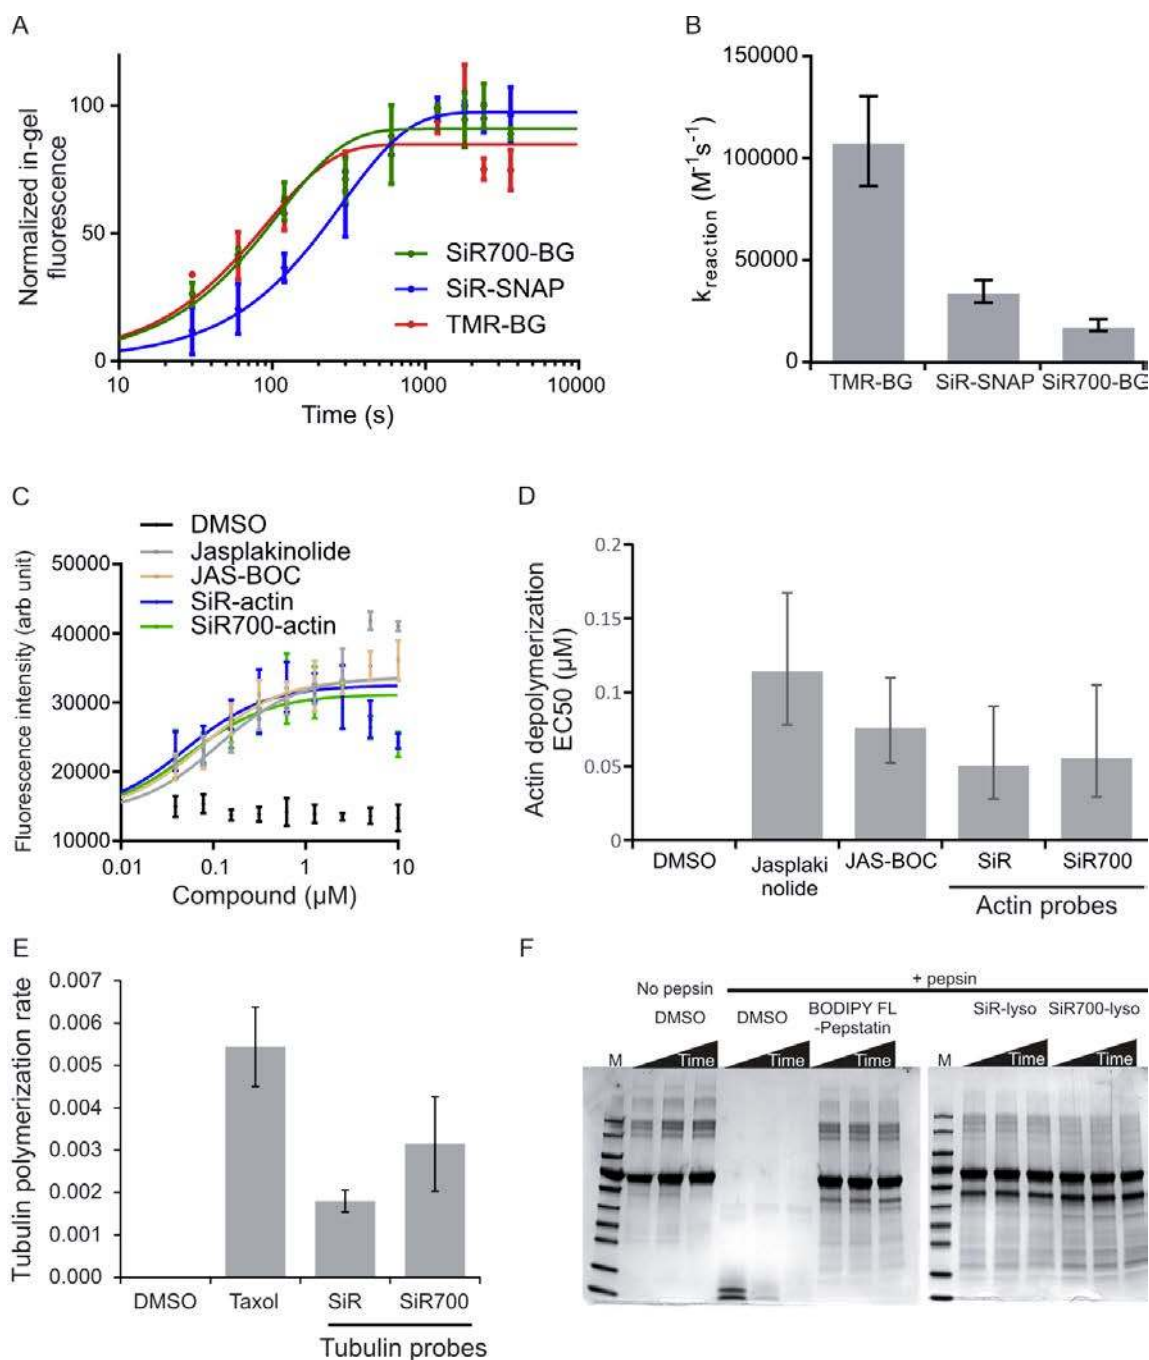 A
Normalized in-gel
fluorescence
100
50
0
10
100
1000
10000
Time (s)
SiR700-BG
SiR-SNAP
TMR-BG
B
k reaction (M-1s-1)
150000
100000
50000
0
TMR-BG
SiR-SNAP
SiR700-BG
C
DMSO
Jasplakinolide
JAS-BOC
SiR-actin
SiR700-actin
Fluorescence intensity (arb unit)
50000
40000
30000
20000
10000
0.01
0.1
1
10
Compound (µM)
D
Actin depolymerization
EC50 (µM)
0.2
0.15
0.1
0.05
0
DMSO
Jasplaki
nolide
JAS-BOC
SiR
SiR700
Actin probes
E
Tubulin polymerization rate
0.007
0.006
0.005
0.004
0.003
0.002
0.001
0.000
DMSO
Taxol
SiR
SiR700
Tubulin probes
F
+ pepsin
No pepsin
DMSO
DMSO
BODIPY FL
-Pepstatin
SiR-lyso
SiR700-lyso
M
Time
Time
Time
M
Time
Time